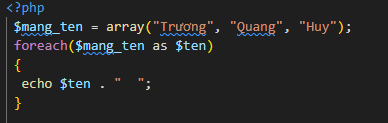 <?php
$mang_ten = array("Trương", "Quang", "Huy");
foreach($mang_ten as $ten)
{
echo $ten . "  ";
}